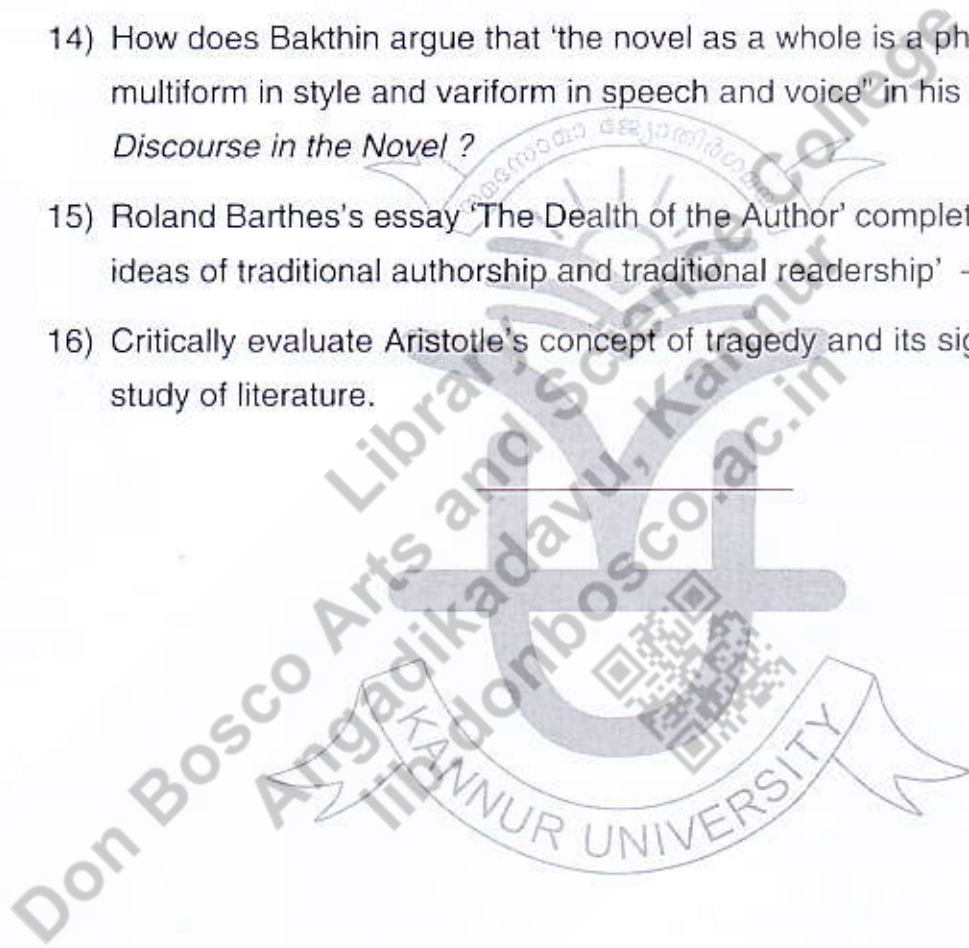 14) How does Bakthin argue that 'the novel as a whole is a ph
multiform in style and variform in speech and voice" in his
Discourse in the Novel ?
15) Roland Barthes's essay 'The Dealth of the Author' complet
ideas of traditional authorship and traditional readership' -
16) Critically evaluate Aristotle's concept of tragedy and its sig
study of literature.
Library,
Don Bosco Arts and Science College
Angadikadavu, Kannur
libdonbosco.ac.in
KANNUR UNIVERSITY